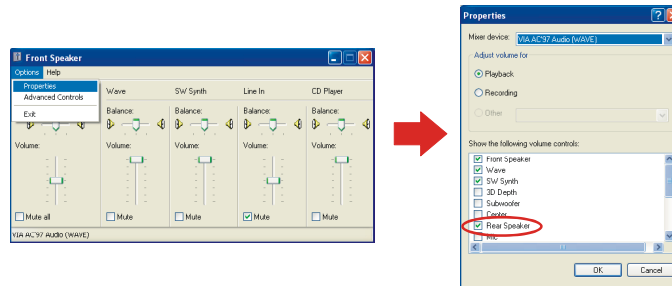 Front Speaker
Options Help
Properties
Advanced Controls
Exit
Wave SW Synth Line In CD Player
Balance: Balance: Balance: Balance:
Volume: Volume: Volume: Volume: Volume:
Mute all Mute Mute Mute Mute
VIA AC'97 Audio (WAVE)
Properties
Mixer device: VIA AC'97 Audio (WAVE)
Adjust volume for
Playback
Recording
Other
Show the following volume controls:
Front Speaker
Wave
SW Synth
3D Depth
Subwoofer
Center
Rear Speaker
Mic
OK Cancel